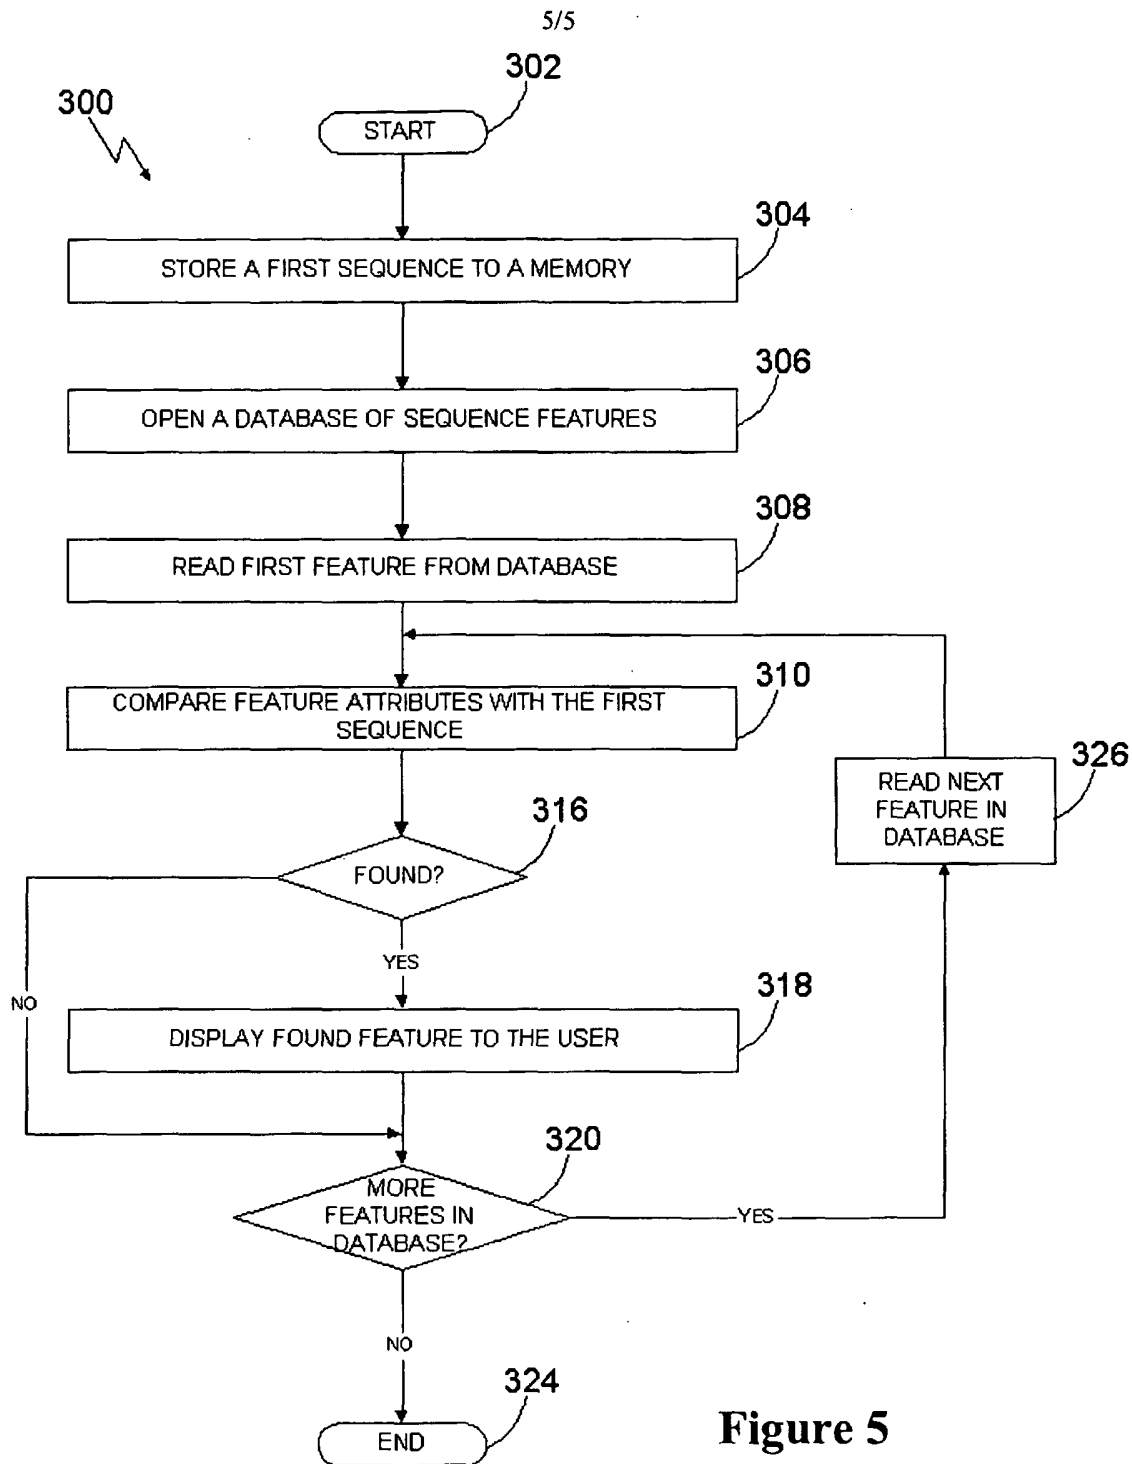 5/5
302
300
START
304
STORE A FIRST SEQUENCE TO A MEMORY
306
OPEN A DATABASE OF SEQUENCE FEATURES
308
READ FIRST FEATURE FROM DATABASE
310
COMPARE FEATURE ATTRIBUTES WITH THE FIRST
SEQUENCE
326
READ NEXT
FEATURE IN
DATABASE
316
FOUND?
YES
NO
318
DISPLAY FOUND FEATURE TO THE USER
320
MORE
FEATURES IN
DATABASE?
YES
NO
324
END
Figure 5